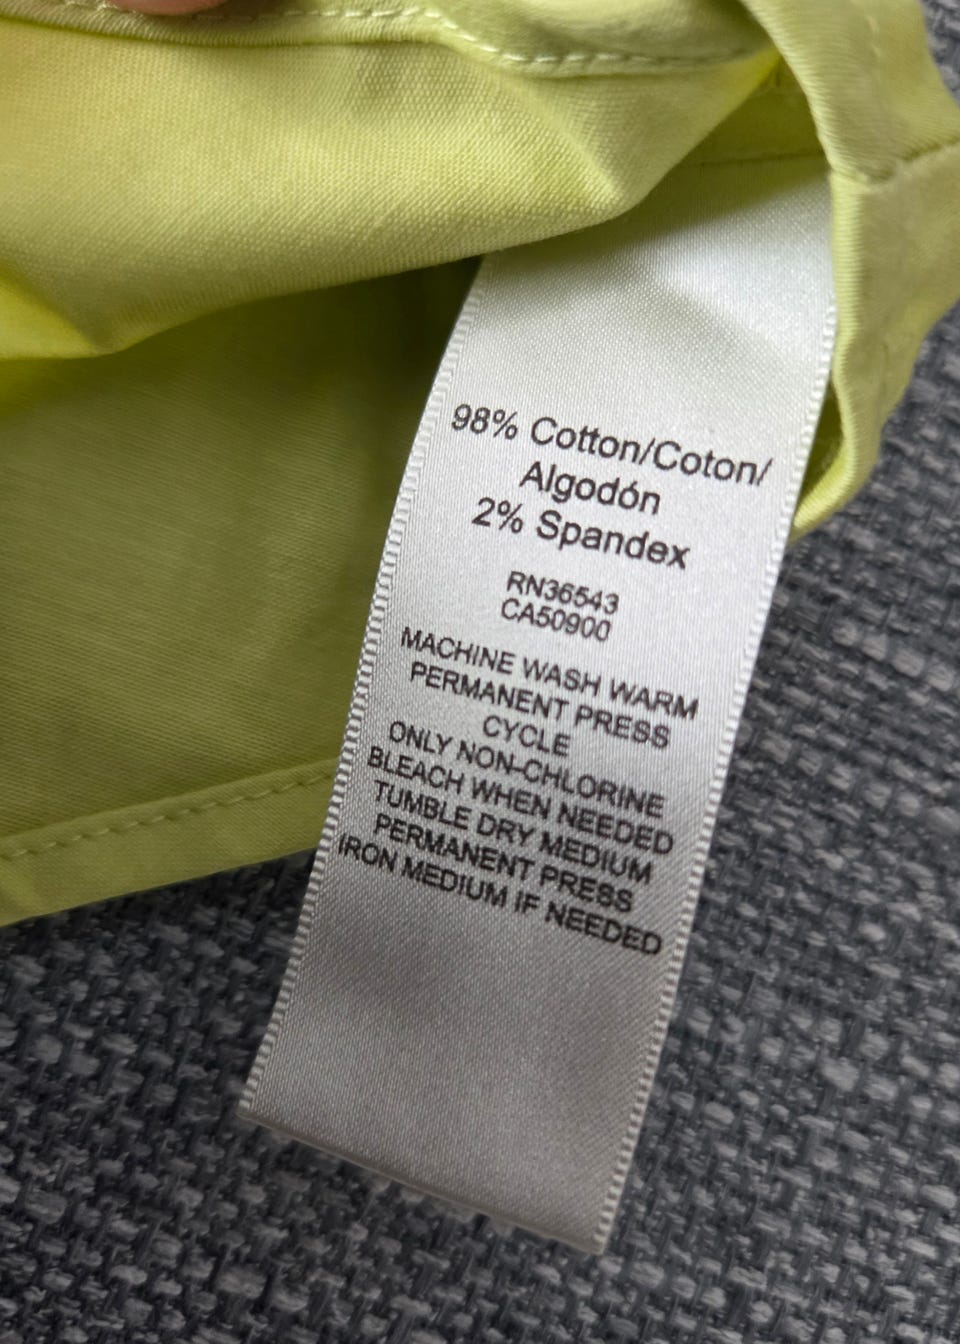 98% Cotton/Coton/
Algodón
2% Spandex
RN36543
CA50900
MACHINE WASH WARM
PERMANENT PRESS
CYCLE
ONLY NON-CHLORINE
BLEACH WHEN NEEDED
TUMBLE DRY MEDIUM
PERMANENT PRESS
IRON MEDIUM IF NEEDED